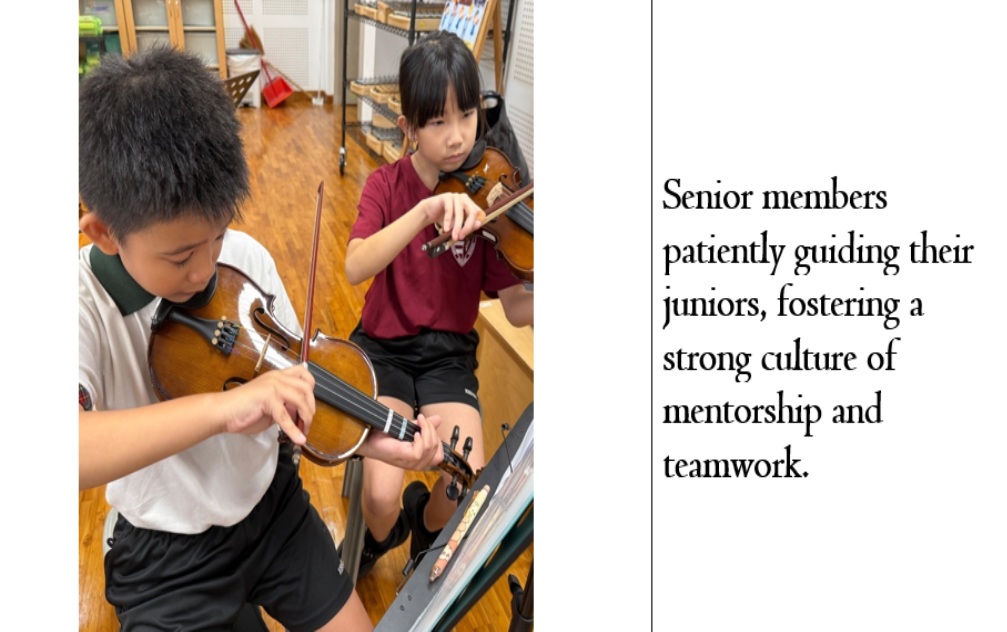 Senior members
patiently guiding their
juniors, fostering a
strong culture of
mentorship and
teamwork.